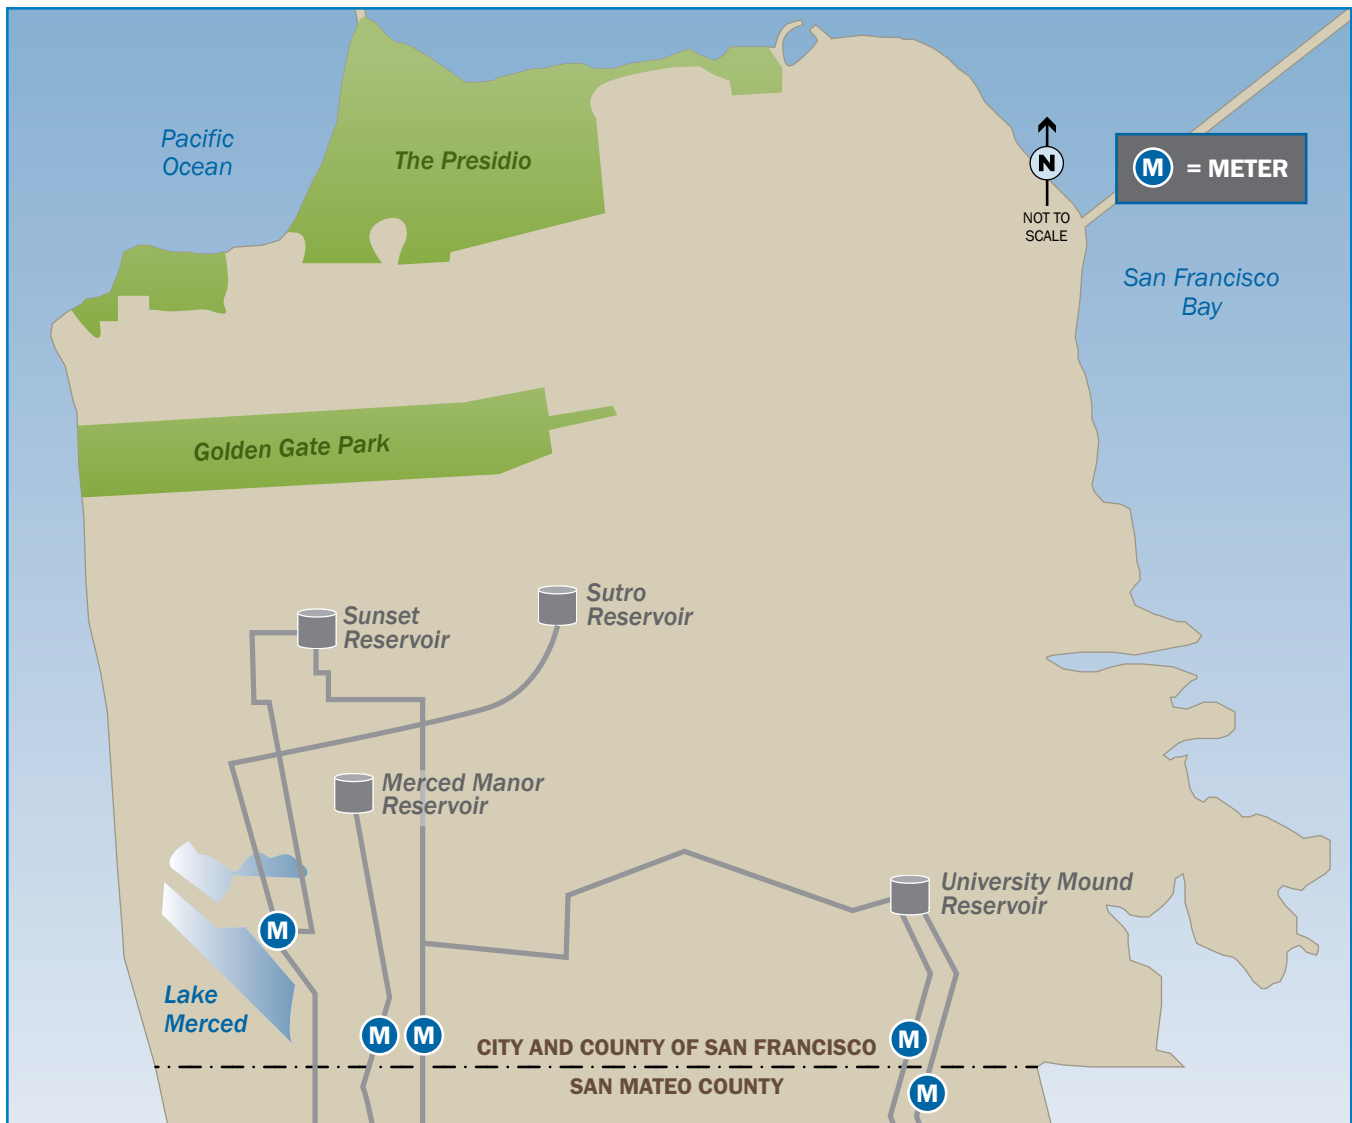 Pacific
Ocean
The Presidio
N
NOT TO
SCALE
M = METER
San Francisco
Bay
Golden Gate Park
Sutro
Reservoir
Sunset
Reservoir
Merced Manor
Reservoir
University Mound
Reservoir
M
Lake
Merced
M
M
M
CITY AND COUNTY OF SAN FRANCISCO
SAN MATEO COUNTY
M